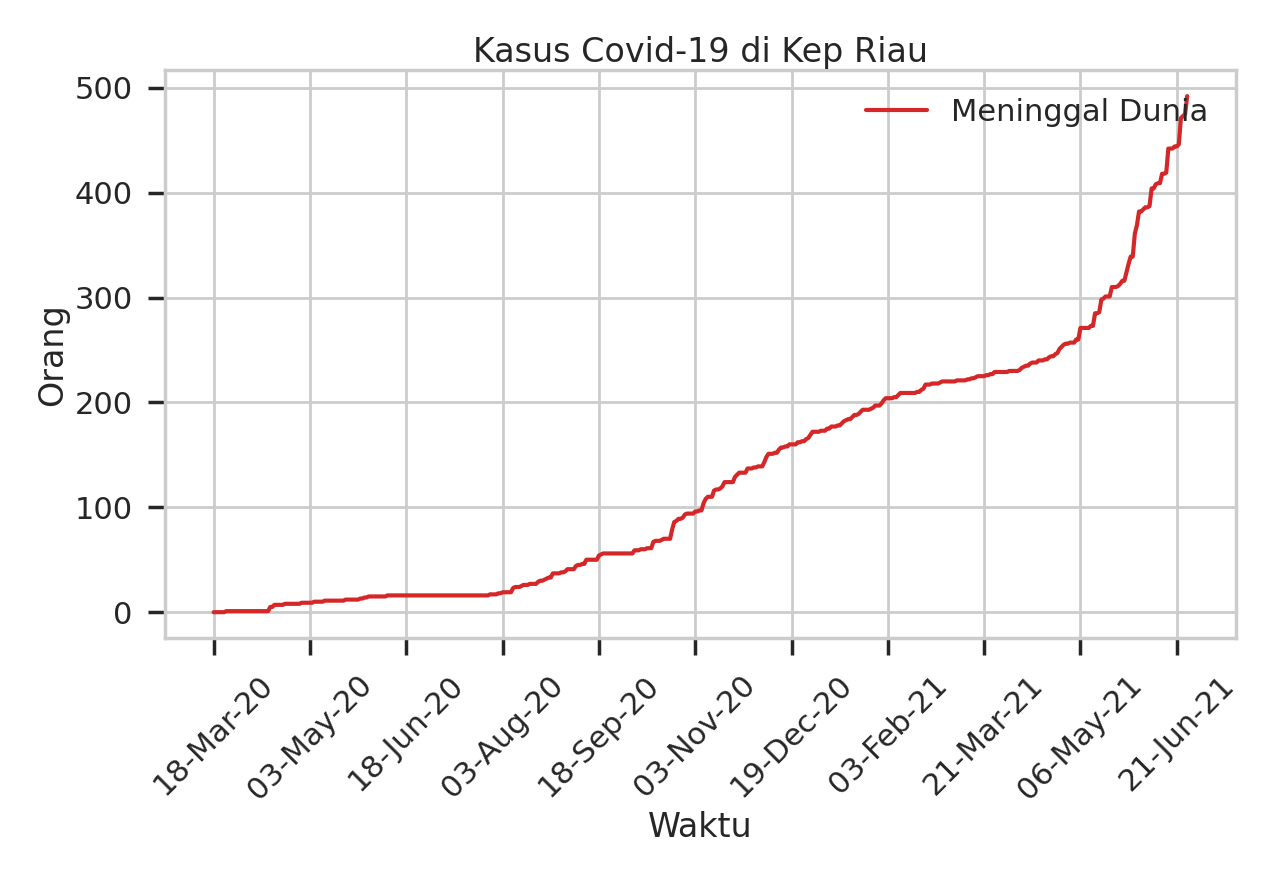 Kasus Covid-19 di Kep Riau
Meninggal Dunia
Orang
500
400
300
200
100
0
18-Mar-20
03-May-20
18-Jun-20
03-Aug-20
18-Sep-20
03-Nov-20
19-Dec-20
03-Feb-21
21-Mar-21
06-May-21
21-Jun-21
Waktu